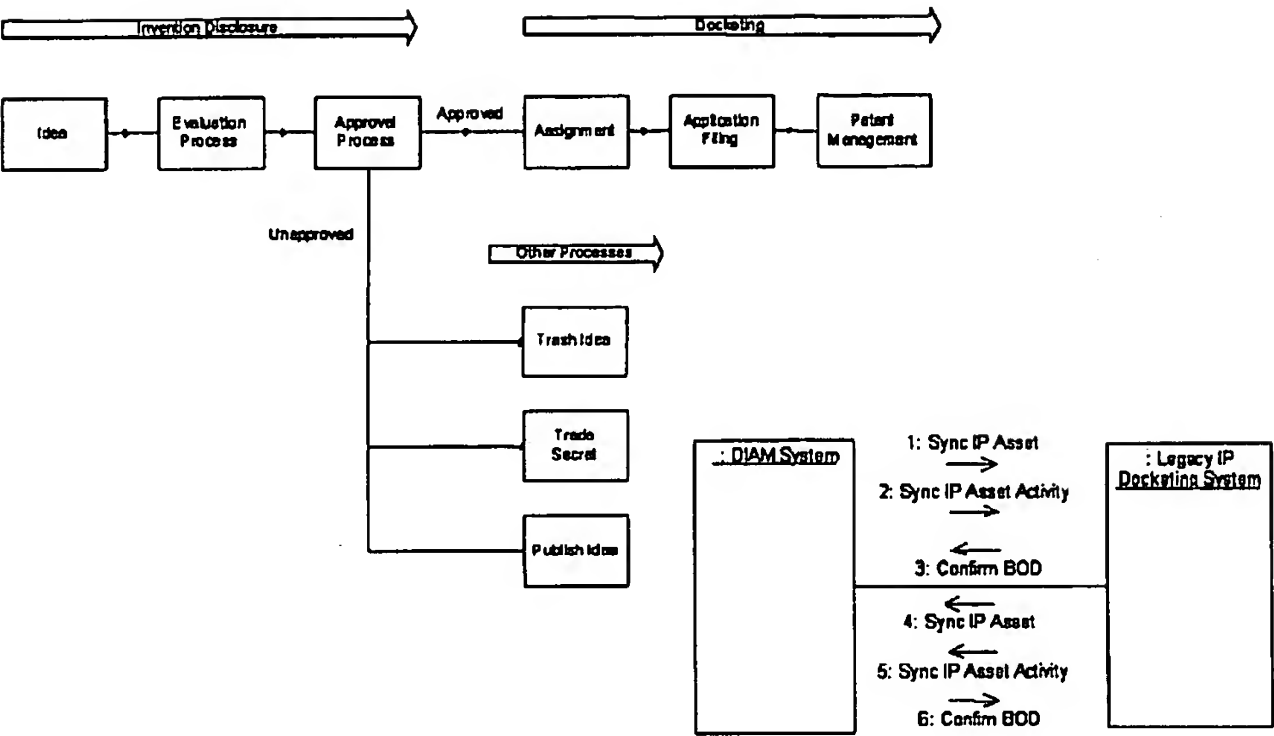 Invention Disclosure
Docketing
Idea
Evaluation
Process
Approval
Process
Approved
Assignment
Application
Filing
Patent
Management
Unapproved
Other Processes
Trash Idea
Trade
Secret
Publish Idea
: DIAM System
1: Sync IP Asset
2: Sync IP Asset Activity
3: Confirm BOD
4: Sync IP Asset
5: Sync IP Asset Activity
6: Confirm BOD
: Legacy IP
Docketing System